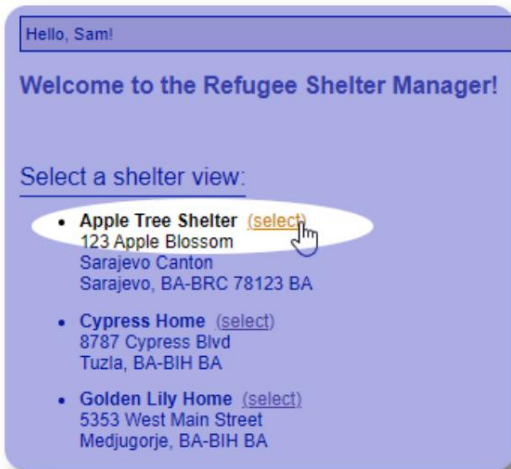 Hello, Sam!
Welcome to the Refugee Shelter Manager!
Select a shelter view:
• Apple Tree Shelter (select)
123 Apple Blossom
Sarajevo Canton
Sarajevo, BA-BRC 78123 BA
• Cypress Home (select)
8787 Cypress Blvd
Tuzla, BA-BIH BA
• Golden Lily Home (select)
5353 West Main Street
Medjugorje, BA-BIH BA